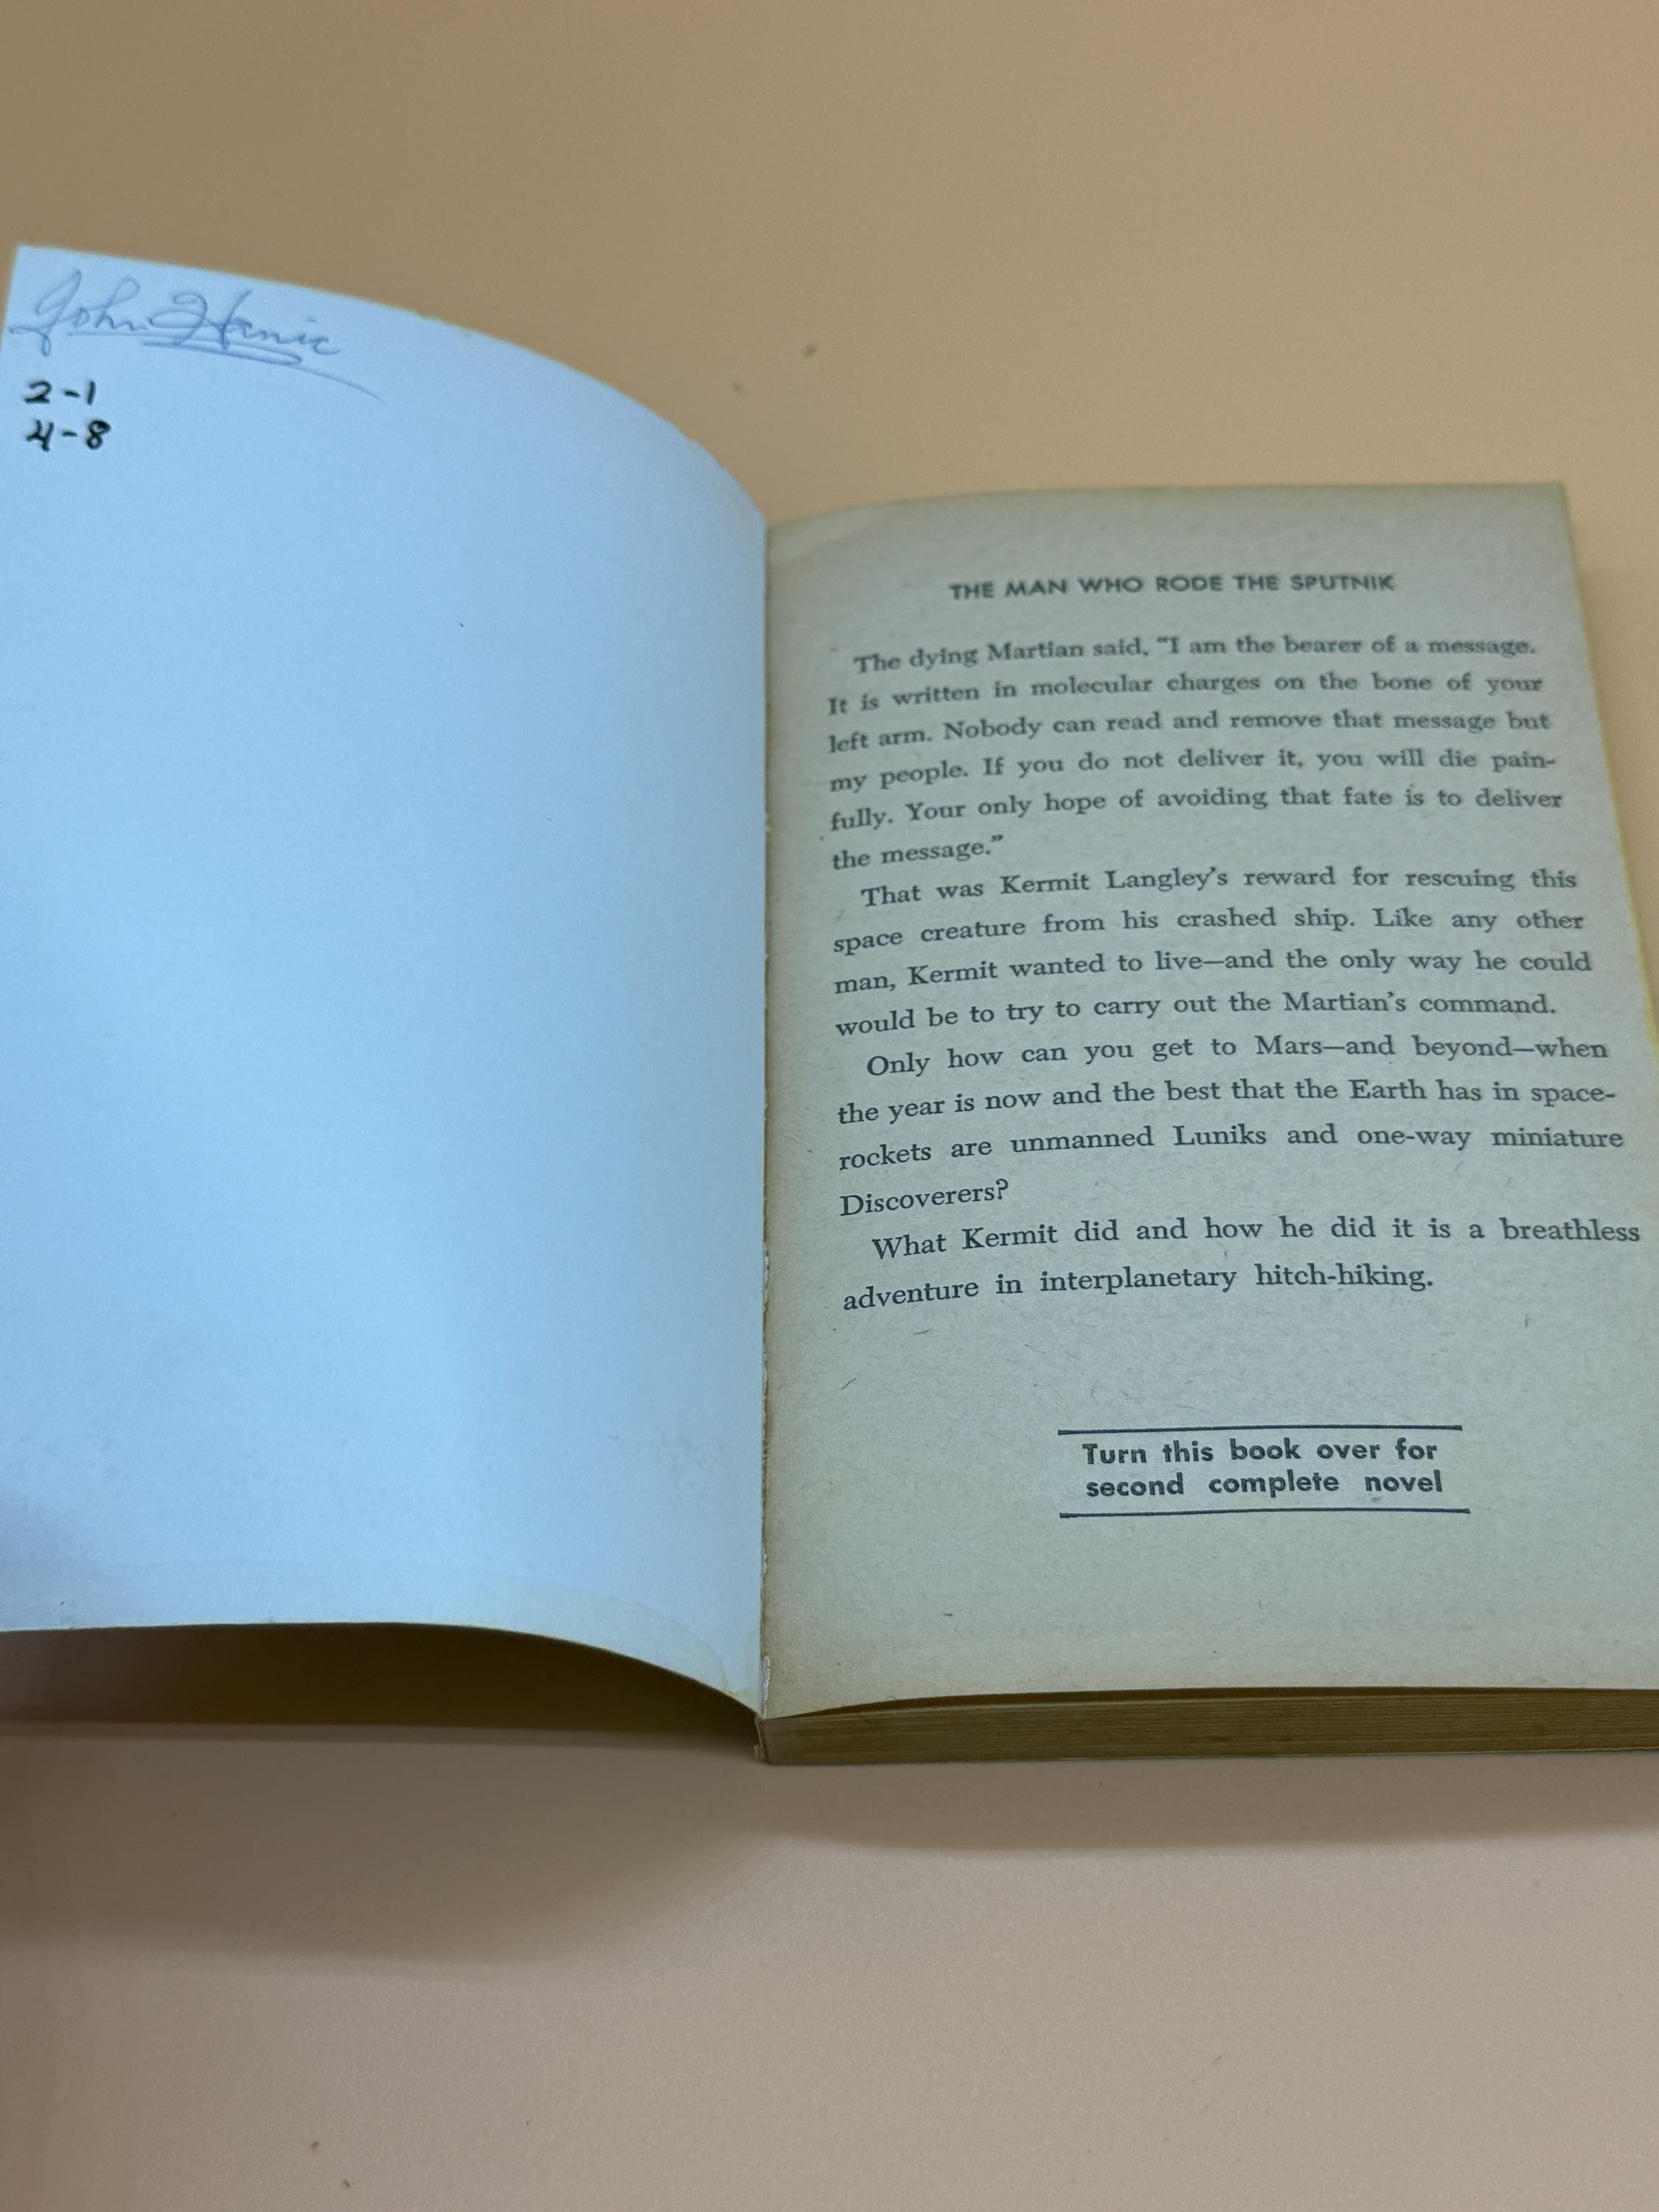 John Hanic
2-1
4-8
THE MAN WHO RODE THE SPUTNIK
The dying Martian said, “I am the bearer of a message.
It is written in molecular charges on the bone of your
left arm. Nobody can read and remove that message but
my people. If you do not deliver it, you will die pain-
fully. Your only hope of avoiding that fate is to deliver
the message.”
That was Kermit Langley’s reward for rescuing this
space creature from his crashed ship. Like any other
man, Kermit wanted to live—and the only way he could
would be to try to carry out the Martian’s command.
Only how can you get to Mars—and beyond—when
the year is now and the best that the Earth has in space-
rockets are unmanned Luniks and one-way miniature
Discoverers?
What Kermit did and how he did it is a breathless
adventure in interplanetary hitch-hiking.
Turn this book over for
second complete novel